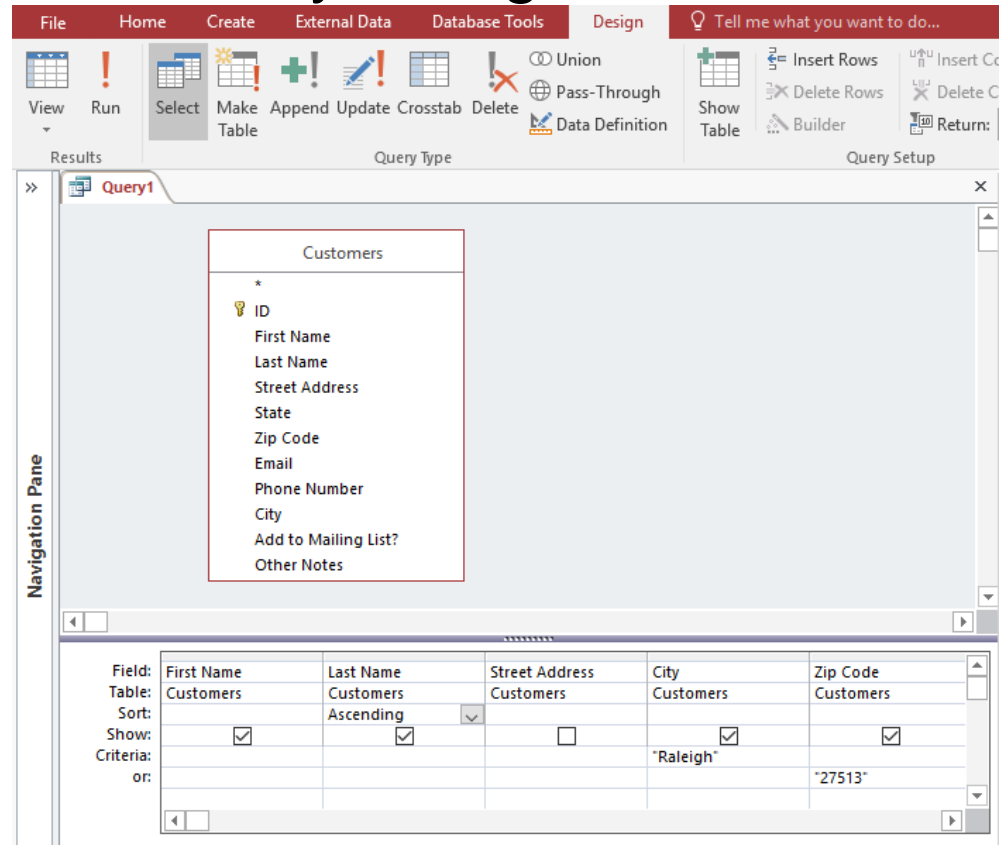 File Home Create External Data Database Tools Design Tell me what you want to do...
View Run Select Make Table Append Update Crosstab Delete
Union
Pass-Through
Data Definition
Show Table
Insert Rows
Delete Rows
Builder
Insert Co
Delete C
Return:
Results Query Type Query Setup
» Query1 ×
Navigation Pane
Customers
*
ID
First Name
Last Name
Street Address
State
Zip Code
Email
Phone Number
City
Add to Mailing List?
Other Notes
Field: First Name Last Name Street Address City Zip Code
Table: Customers Customers Customers Customers Customers
Sort: Ascending
Show:
Criteria: "Raleigh"
or: "27513"